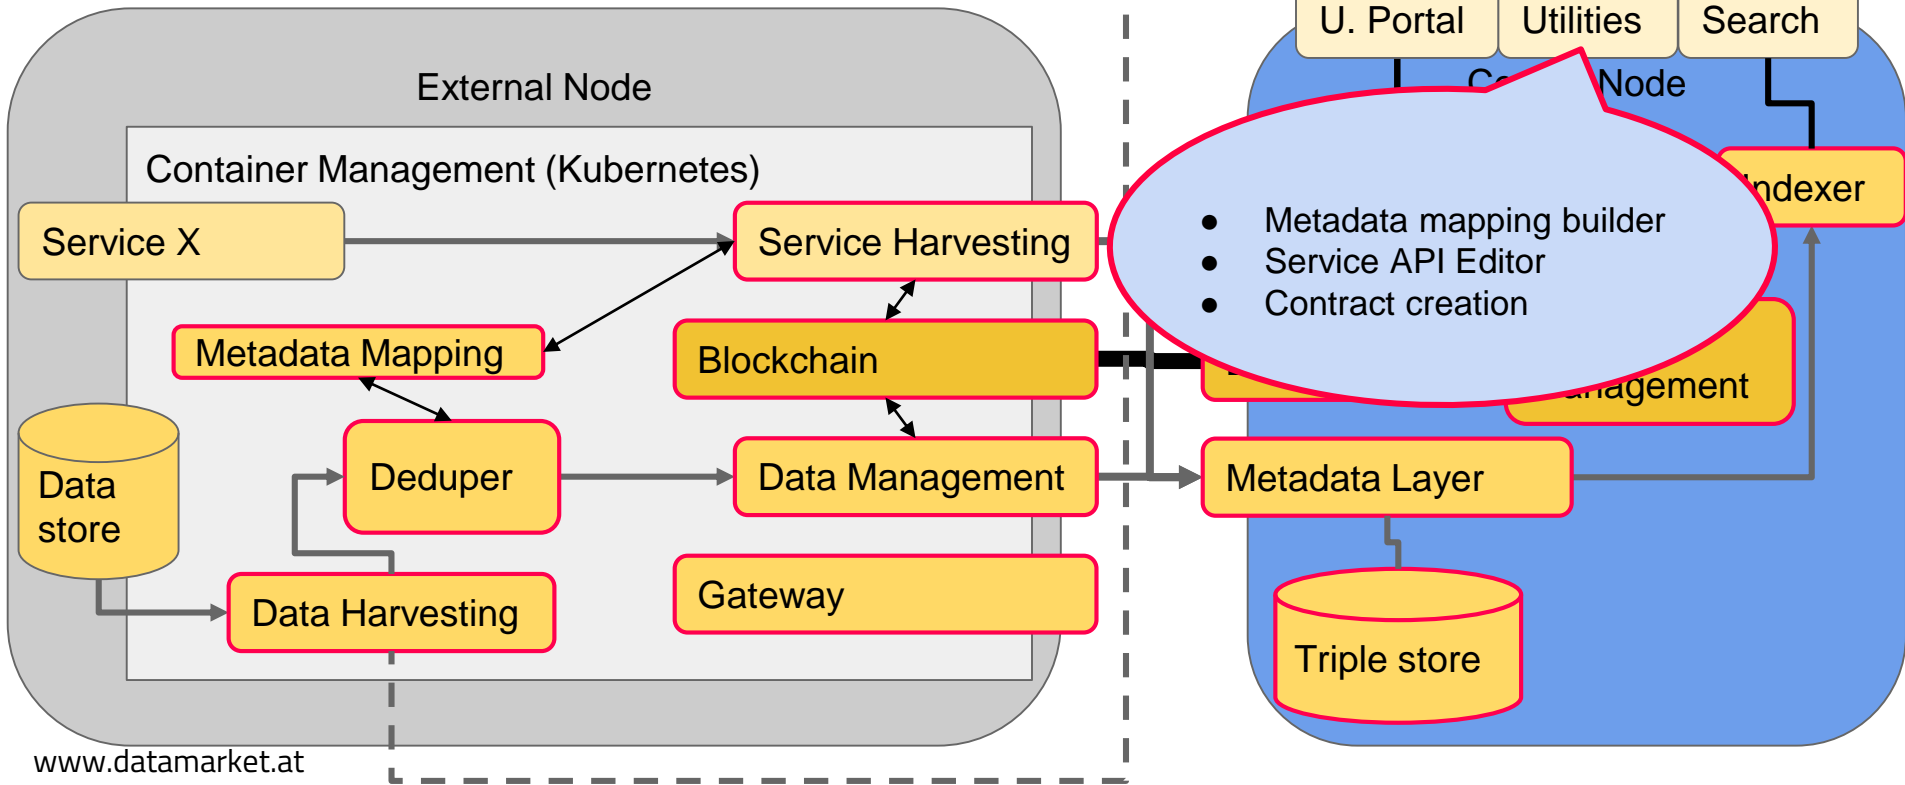 U. Portal
Utilities
Search
External Node
Node
Container Management (Kubernetes)
Service X
Service Harvesting
Indexer
Metadata mapping builder
Service API Editor
Contract creation
Metadata Mapping
Blockchain
Data
store
Deduper
Data Management
Metadata Layer
Data Harvesting
Gateway
Triple store
www.datamarket.at